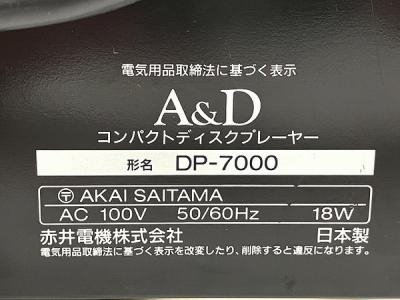 電気用品取締法に基づく表示
A&D
コンパクトディスクプレーヤー
形名 DP-7000
〒 AKAI SAITAMA
AC 100V 50/60Hz 18W
赤井電機株式会社 日本製
電気用品取締法に基づく表示を改変したり、削除すると違反になります。